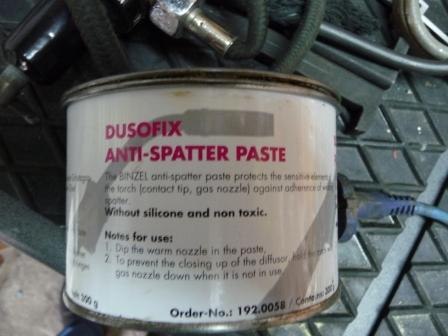 DUSOFIX
ANTI-SPATTER PASTE
The BINZEL anti-spatter paste protects the sensitive elements
the torch (contact tip, gas nozzle) against adherence of
spatter.
Without silicone and non toxic.
Notes for use:
1. Dip the warm nozzle in the paste.
2. To prevent the closing up of the diffusor, hold the
gas nozzle down when it is not in use.
300 g
Order-No.: 192.0058 /